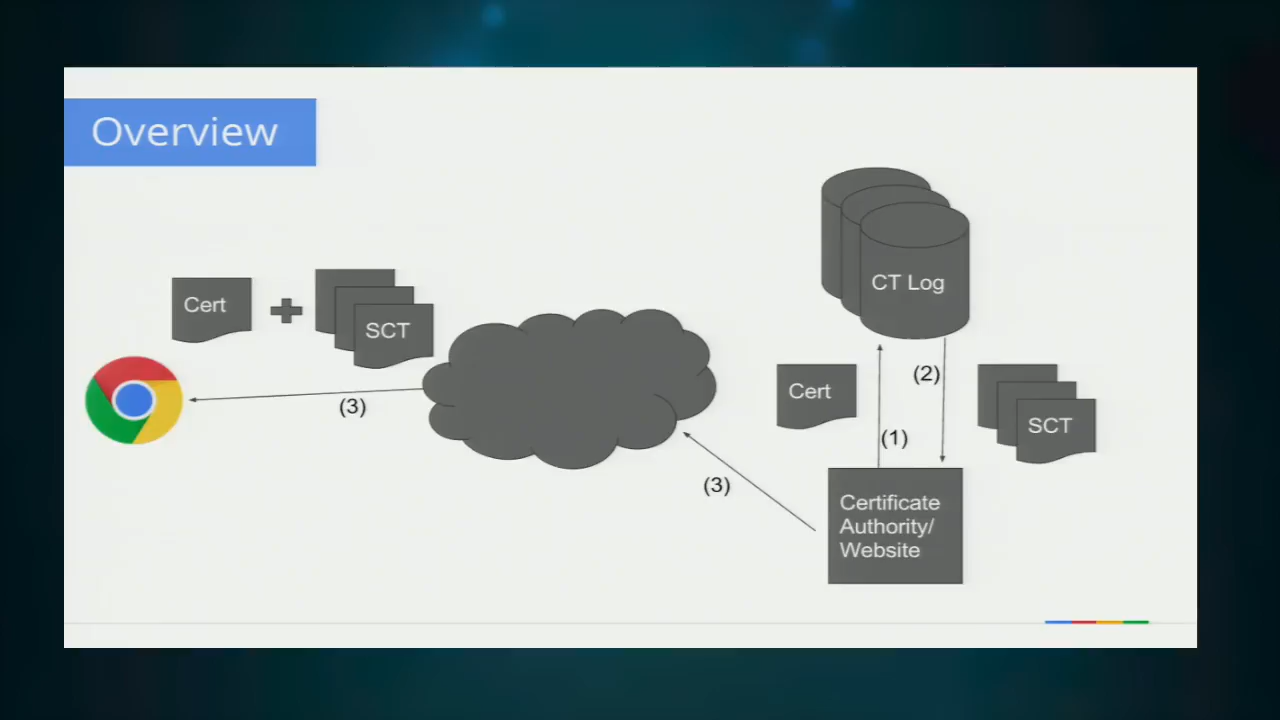 Overview
CT Log
Cert
SCT
Cert
(2)
SCT
(3)
(1)
(3)
Certificate
Authority/
Website